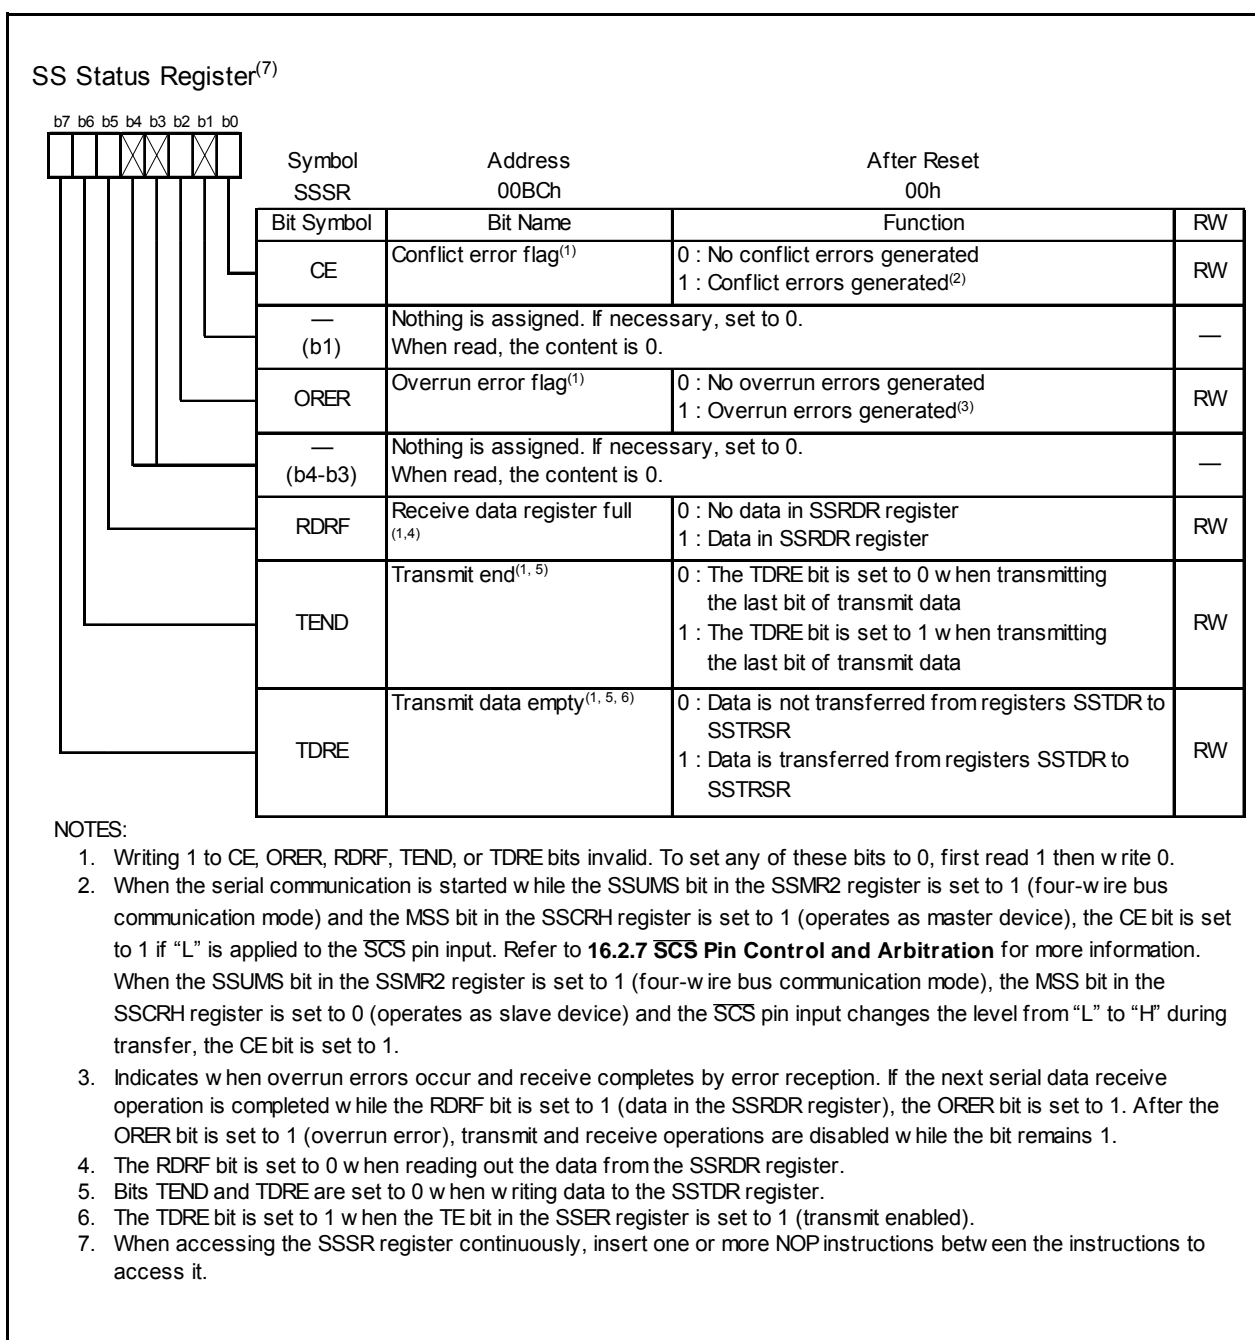 SS Status Register(7)
b7 b6 b5 b4 b3 b2 b1 b0
Symbol Address After Reset
SSSR 00BCh 00h
Bit Symbol Bit Name Function RW
CE Conflict error flag(1) 0 : No conflict errors generated RW
1 : Conflict errors generated(2)
— Nothing is assigned. If necessary, set to 0. —
(b1) When read, the content is 0.
ORER Overrun error flag(1) 0 : No overrun errors generated RW
1 : Overrun errors generated(3)
— Nothing is assigned. If necessary, set to 0. —
(b4-b3) When read, the content is 0.
RDRF Receive data register full 0 : No data in SSRDR register RW
(1,4) 1 : Data in SSRDR register
Transmit end(1, 5) 0 : The TDRE bit is set to 0 when transmitting
the last bit of transmit data
TEND 1 : The TDRE bit is set to 1 when transmitting RW
the last bit of transmit data
Transmit data empty(1, 5, 6) 0 : Data is not transferred from registers SSTDR to
SSTRSR
TDRE 1 : Data is transferred from registers SSTDR to RW
SSTRSR
NOTES:
1. Writing 1 to CE, ORER, RDRF, TEND, or TDRE bits invalid. To set any of these bits to 0, first read 1 then write 0.
2. When the serial communication is started while the SSUMS bit in the SSMR2 register is set to 1 (four-wire bus
communication mode) and the MSS bit in the SSCRH register is set to 1 (operates as master device), the CE bit is set
to 1 if “L” is applied to the SCS pin input. Refer to 16.2.7 SCS Pin Control and Arbitration for more information.
When the SSUMS bit in the SSMR2 register is set to 1 (four-wire bus communication mode), the MSS bit in the
SSCRH register is set to 0 (operates as slave device) and the SCS pin input changes the level from “L” to “H” during
transfer, the CE bit is set to 1.
3. Indicates when overrun errors occur and receive completes by error reception. If the next serial data receive
operation is completed while the RDRF bit is set to 1 (data in the SSRDR register), the ORER bit is set to 1. After the
ORER bit is set to 1 (overrun error), transmit and receive operations are disabled while the bit remains 1.
4. The RDRF bit is set to 0 when reading out the data from the SSRDR register.
5. Bits TEND and TDRE are set to 0 when writing data to the SSTDR register.
6. The TDRE bit is set to 1 when the TE bit in the SSER register is set to 1 (transmit enabled).
7. When accessing the SSSR register continuously, insert one or more NOP instructions between the instructions to
access it.